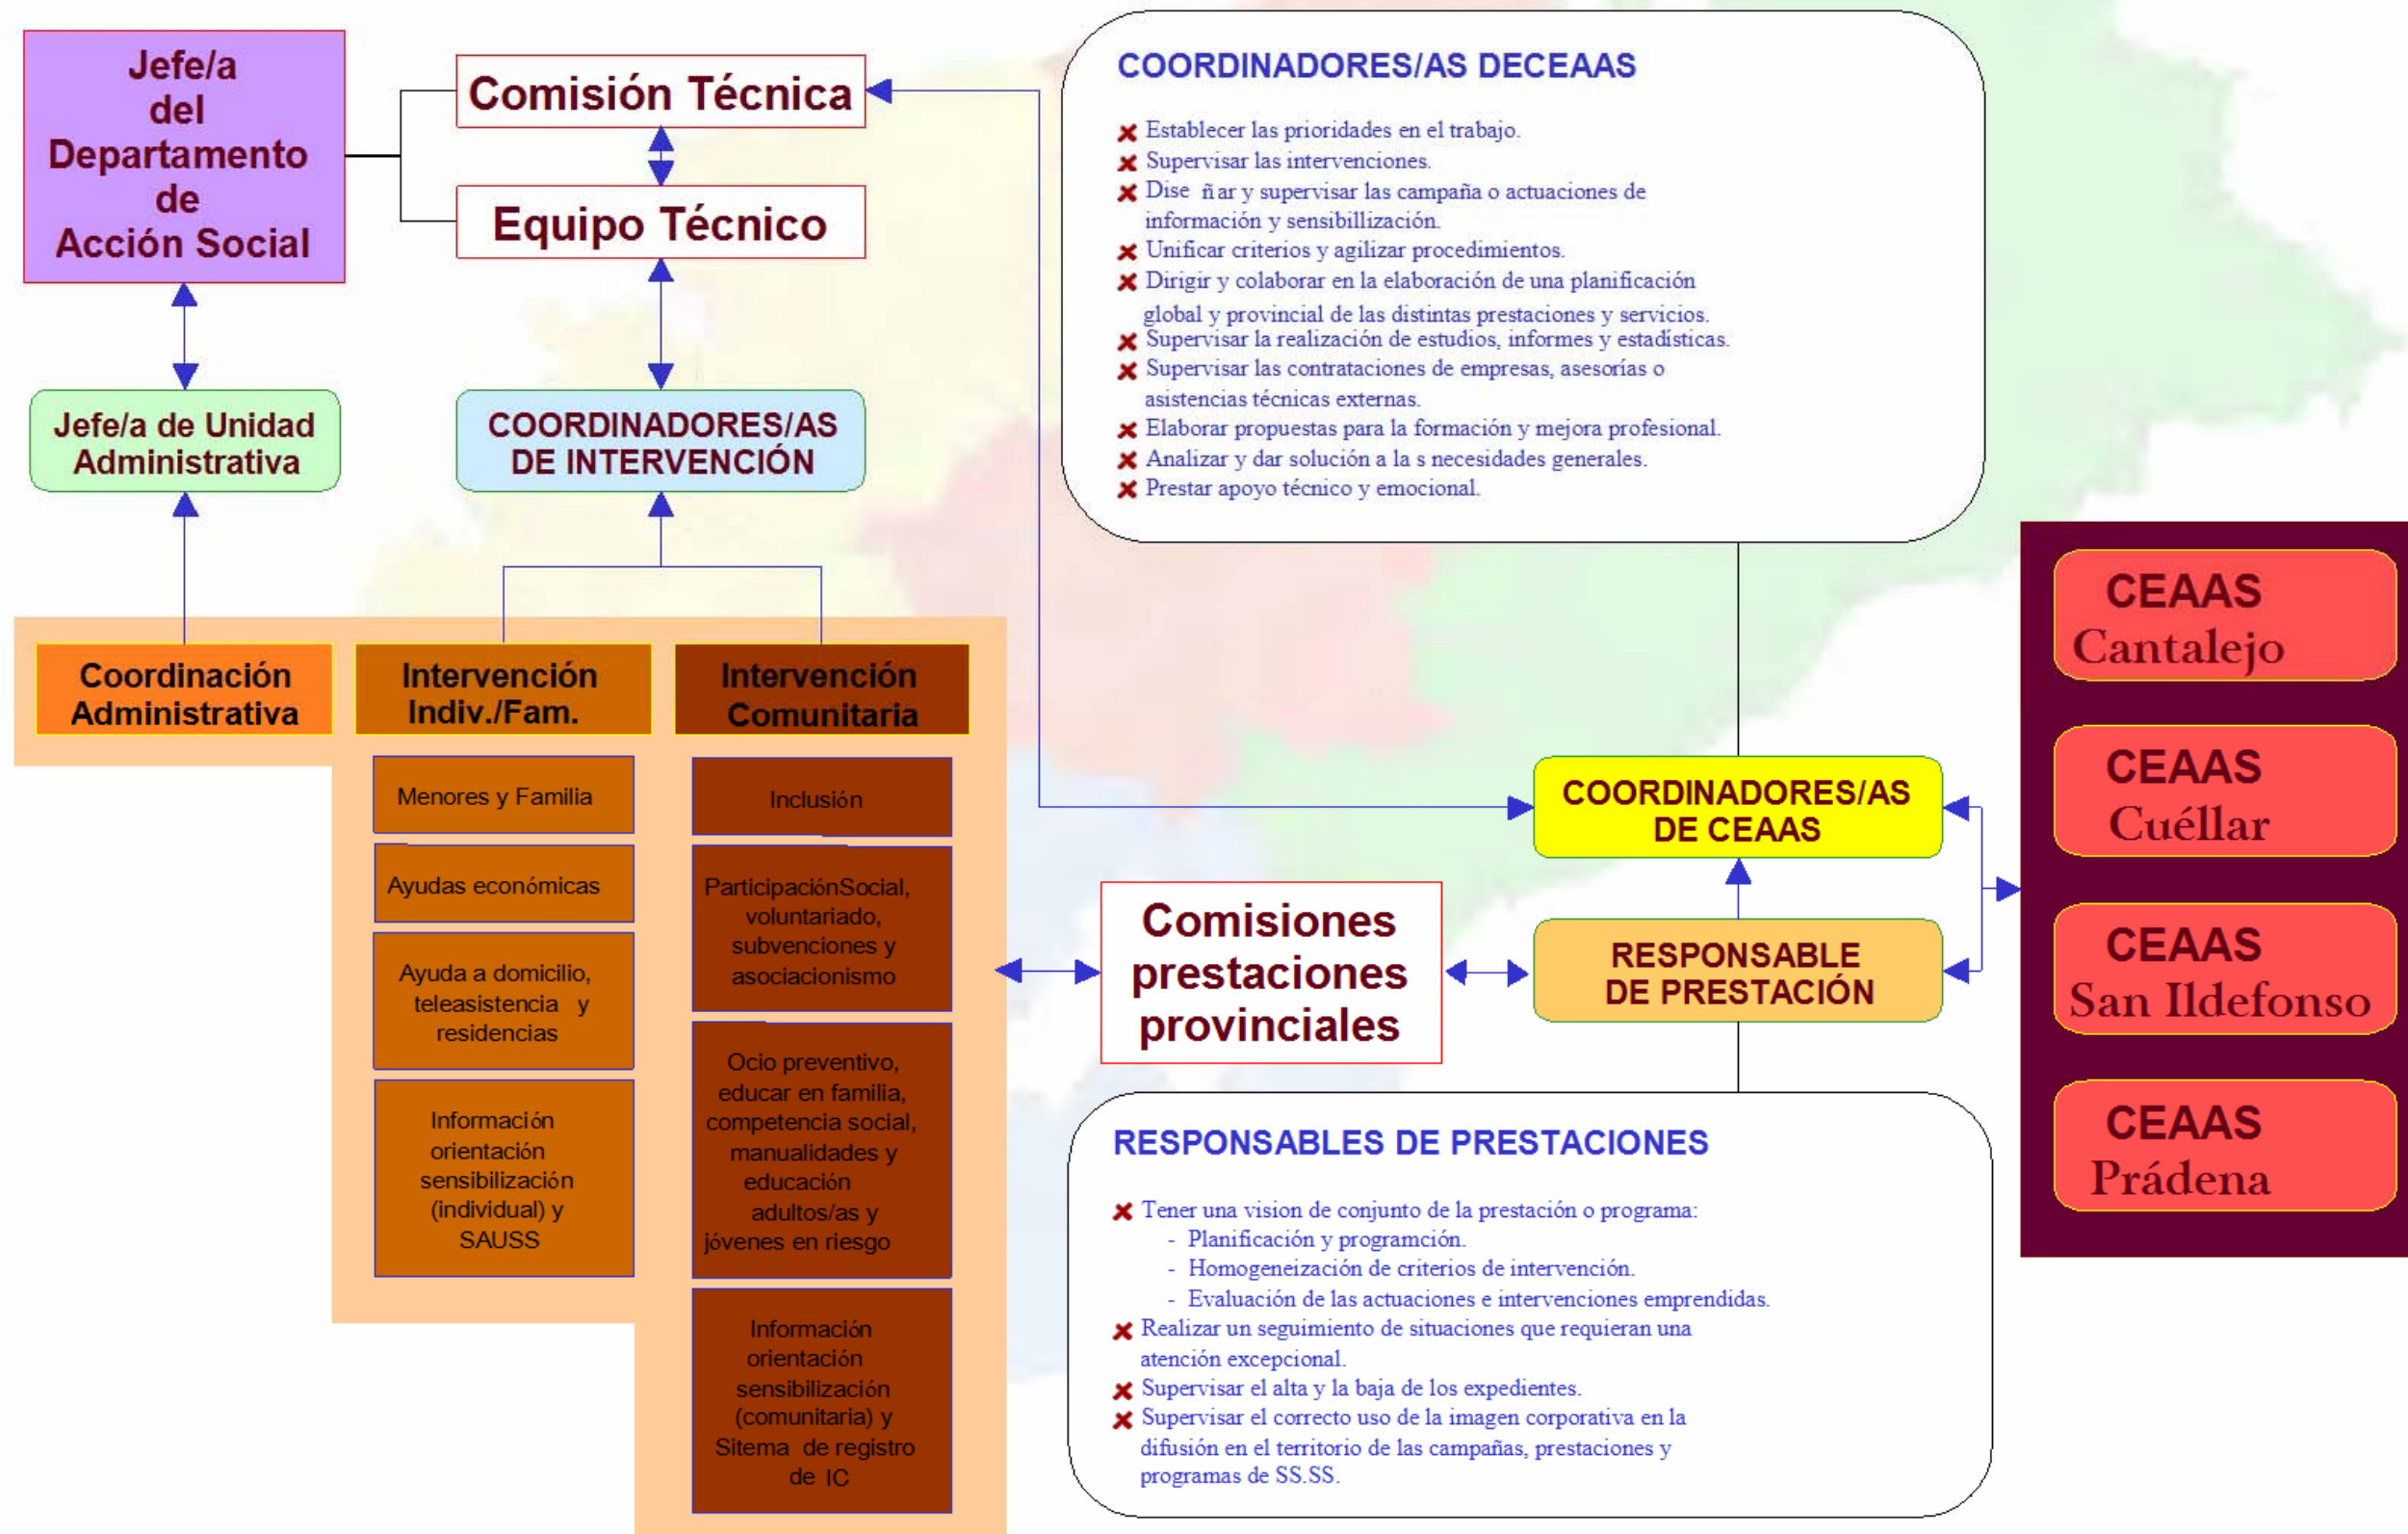 Jefe/a
del
Departamento
de
Acción Social
Comisión Técnica
Equipo Técnico
Jefe/a de Unidad
Administrativa
COORDINADORES/AS
DE INTERVENCIÓN
COORDINADORES/AS DECEAAS
Establecer las prioridades en el trabajo.
Supervisar las intervenciones.
Dise ñar y supervisar las campaña o actuaciones de
información y sensibillización.
Unificar criterios y agilizar procedimientos.
Dirigir y colaborar en la elaboración de una planificación
global y provincial de las distintas prestaciones y servicios.
Supervisar la realización de estudios, informes y estadísticas.
Supervisar las contrataciones de empresas, asesorías o
asistencias técnicas externas.
Elaborar propuestas para la formación y mejora profesional.
Analizar y dar solución a la s necesidades generales.
Prestar apoyo técnico y emocional.
Coordinación
Administrativa
Intervención
Indiv./Fam.
Menores y Familia
Ayudas económicas
Ayuda a domicilio,
teleasistencia y
residencias
Información
orientación
sensibilización
(individual) y
SAUSS
Intervención
Comunitaria
Inclusión
ParticipaciónSocial,
voluntariado,
subvenciones y
asociacionismo
Ocio preventivo,
educar en familia,
competencia social,
manualidades y
educación
adultos/as y
jóvenes en riesgo
Información
orientación
sensibilización
(comunitaria) y
Sitema de registro
de IC
Comisiones
prestaciones
provinciales
COORDINADORES/AS
DE CEAAS
RESPONSABLE
DE PRESTACIÓN
CEAAS
Cantalejo
CEAAS
Cuéllar
CEAAS
San Ildefonso
CEAAS
Prádena
RESPONSABLES DE PRESTACIONES
Tener una vision de conjunto de la prestación o programa:
- Planificación y programción.
- Homogeneización de criterios de intervención.
- Evaluación de las actuaciones e intervenciones emprendidas.
Realizar un seguimiento de situaciones que requieran una
atención excepcional.
Supervisar el alta y la baja de los expedientes.
Supervisar el correcto uso de la imagen corporativa en la
difusión en el territorio de las campañas, prestaciones y
programas de SS.SS.